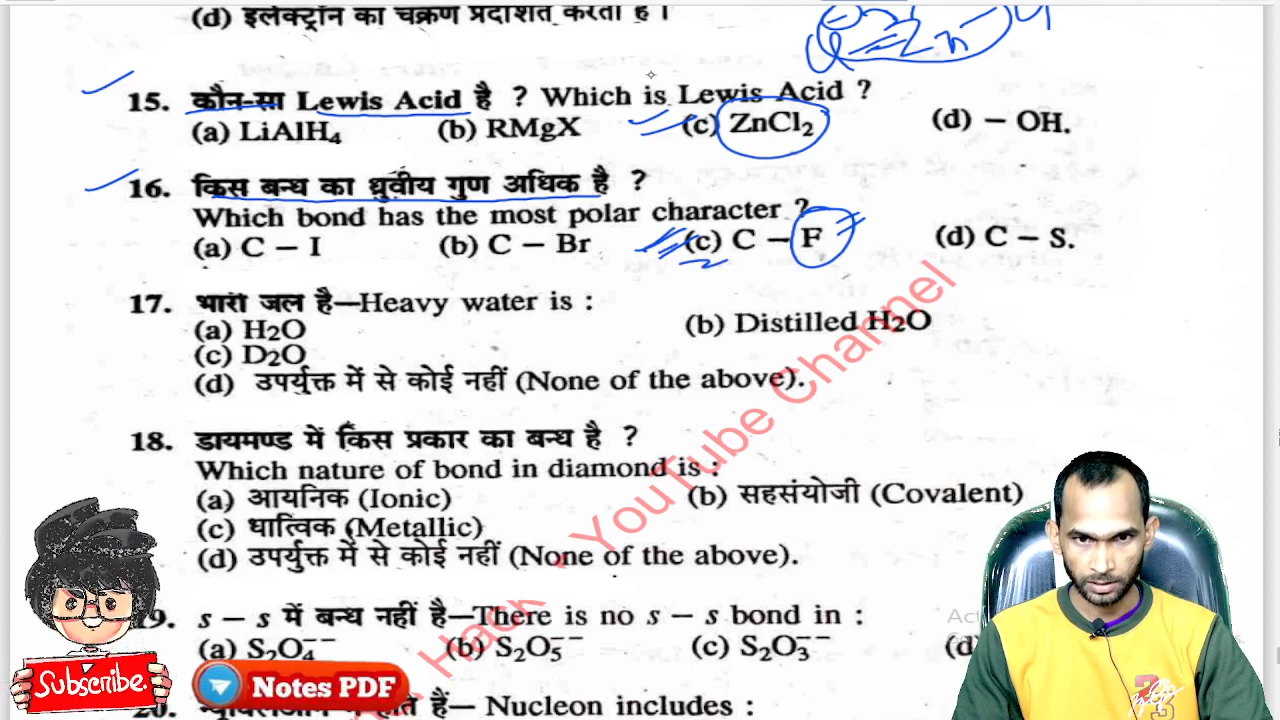 (d) इलेक्ट्रॉन का चक्रण प्रदर्शित करता है ।
15. कौन-सा Lewis Acid है ? Which is Lewis Acid ?
(a) LiAlH4 (b) RMgX (c) ZnCl2 (d) – OH.
16. किस बन्ध का ध्रुवीय गुण अधिक है ?
Which bond has the most polar character ?
(a) C – I (b) C – Br (c) C – F (d) C – S.
17. भारी जल है—Heavy water is :
(a) H2O (b) Distilled H2O
(c) D2O
(d) उपर्युक्त में से कोई नहीं (None of the above).
18. डायमण्ड में किस प्रकार का बन्ध है ?
Which nature of bond in diamond is :
(a) आयनिक (Ionic) (b) सहसंयोजी (Covalent)
(c) धात्विक (Metallic)
(d) उपर्युक्त में से कोई नहीं (None of the above).
19. s – s में बन्ध नहीं है—There is no s – s bond in :
(a) S2O4-- (b) S2O5-- (c) S2O3-- (d)
20. हैं— Nucleon includes :
Hack - YouTube Channel
Subscribe.
Notes PDF